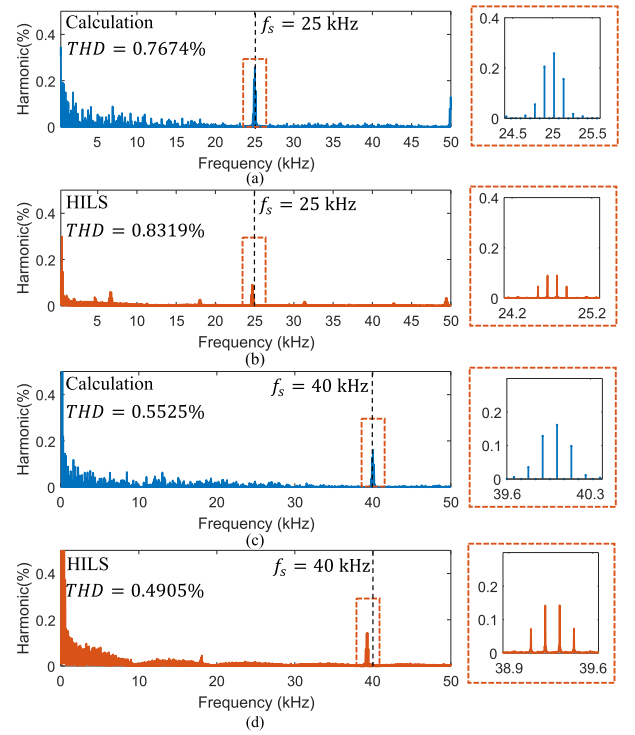 Calculation
THD = 0.7674%
f_s = 25 kHz
Harmonic(%)
0.4
0.2
0
5 10 15 20 25 30 35 40 45 50
Frequency (kHz)
(a)
0.4
0.2
0
24.5 25 25.5
HILS
THD = 0.8319%
f_s = 25 kHz
Harmonic(%)
0.4
0.2
0
5 10 15 20 25 30 35 40 45 50
Frequency (kHz)
(b)
0.4
0.2
0
24.2 25.2
Calculation
THD = 0.5525%
f_s = 40 kHz
Harmonic(%)
0.4
0.2
0
0 10 20 30 40 50
Frequency (kHz)
(c)
0.2
0.1
0
39.6 40.3
HILS
THD = 0.4905%
f_s = 40 kHz
Harmonic(%)
0.4
0.2
0
0 10 20 30 40 50
Frequency (kHz)
(d)
0.2
0.1
0
38.9 39.6